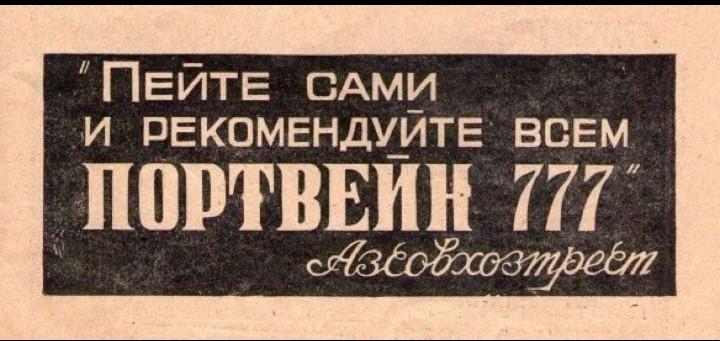 "Пейте сами
и рекомендуйте всем
ПОРТВЕЙН 777"
Азсовхозтрест